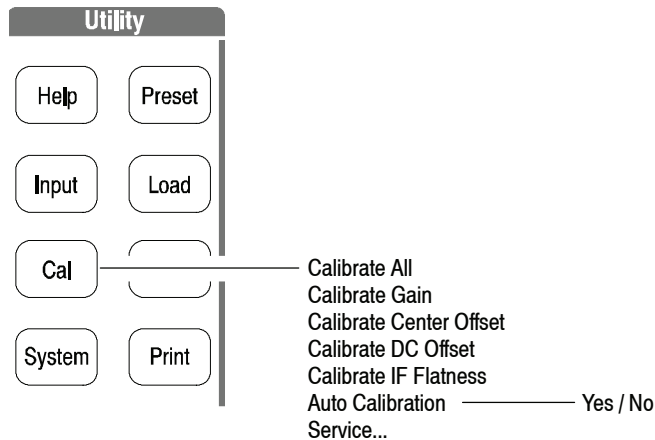 Utility
Help
Preset
Input
Load
Cal
System
Print
Calibrate All
Calibrate Gain
Calibrate Center Offset
Calibrate DC Offset
Calibrate IF Flatness
Auto Calibration Yes / No
Service...